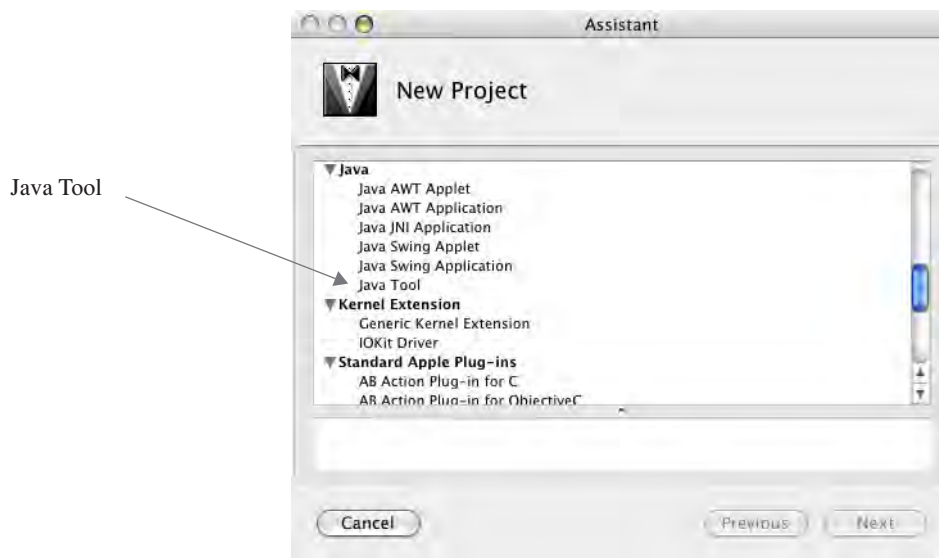 Assistant
New Project
Java Tool
Java
Java AWT Applet
Java AWT Application
Java JNI Application
Java Swing Applet
Java Swing Application
Java Tool
Kernel Extension
Generic Kernel Extension
IOKit Driver
Standard Apple Plug-ins
AB Action Plug-in for C
AB Action Plug-in for ObjectiveC
Cancel
Previous
Next